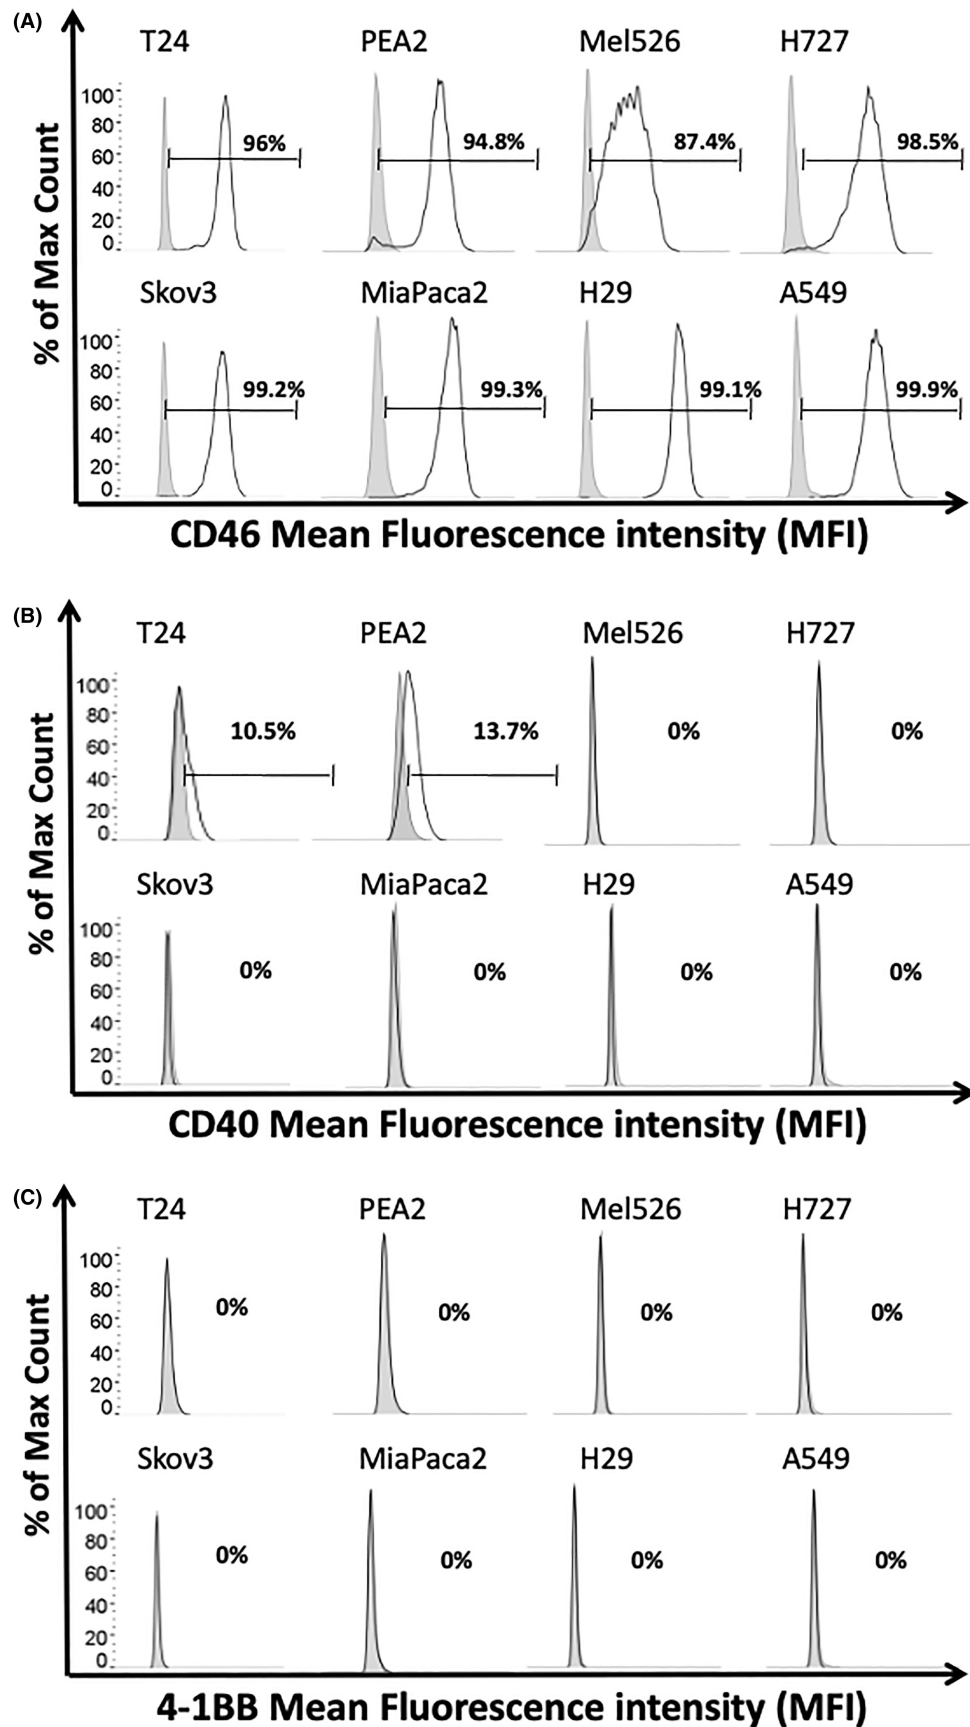 (A)
T24 PEA2 Mel526 H727
100
80
60
40
20
0
96% 94.8% 87.4% 98.5%
Skov3 MiaPaca2 H29 A549
100
80
60
40
20
0
99.2% 99.3% 99.1% 99.9%
% of Max Count
CD46 Mean Fluorescence intensity (MFI)
(B)
T24 PEA2 Mel526 H727
100
80
60
40
20
0
10.5% 13.7% 0% 0%
% of Max Count
Skov3 MiaPaca2 H29 A549
100
80
60
40
20
0
0% 0% 0% 0%
CD40 Mean Fluorescence intensity (MFI)
(C)
T24 PEA2 Mel526 H727
100
80
60
40
20
0
0% 0% 0% 0%
% of Max Count
Skov3 MiaPaca2 H29 A549
100
80
60
40
20
0
0% 0% 0% 0%
4-1BB Mean Fluorescence intensity (MFI)